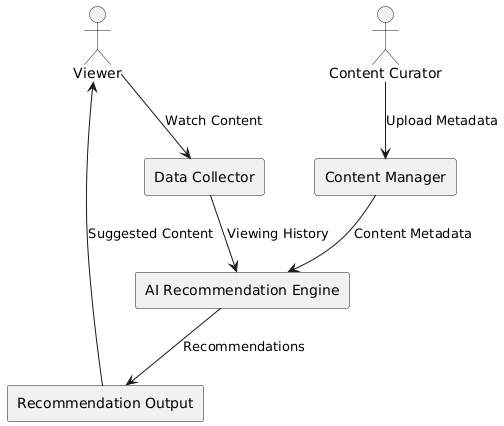 Viewer
Content Curator
Watch Content
Upload Metadata
Data Collector
Content Manager
Suggested Content
Viewing History
Content Metadata
AI Recommendation Engine
Recommendations
Recommendation Output